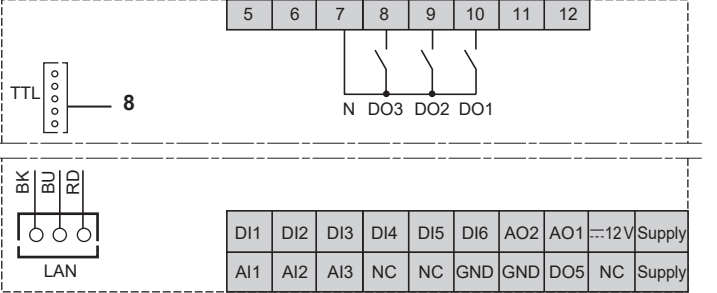 5 6 7 8 9 10 11 12
TTL 8
N DO3 DO2 DO1
BK BU RD
LAN
DI1 DI2 DI3 DI4 DI5 DI6 AO2 AO1 ⎓12V Supply
AI1 AI2 AI3 NC NC GND GND DO5 NC Supply